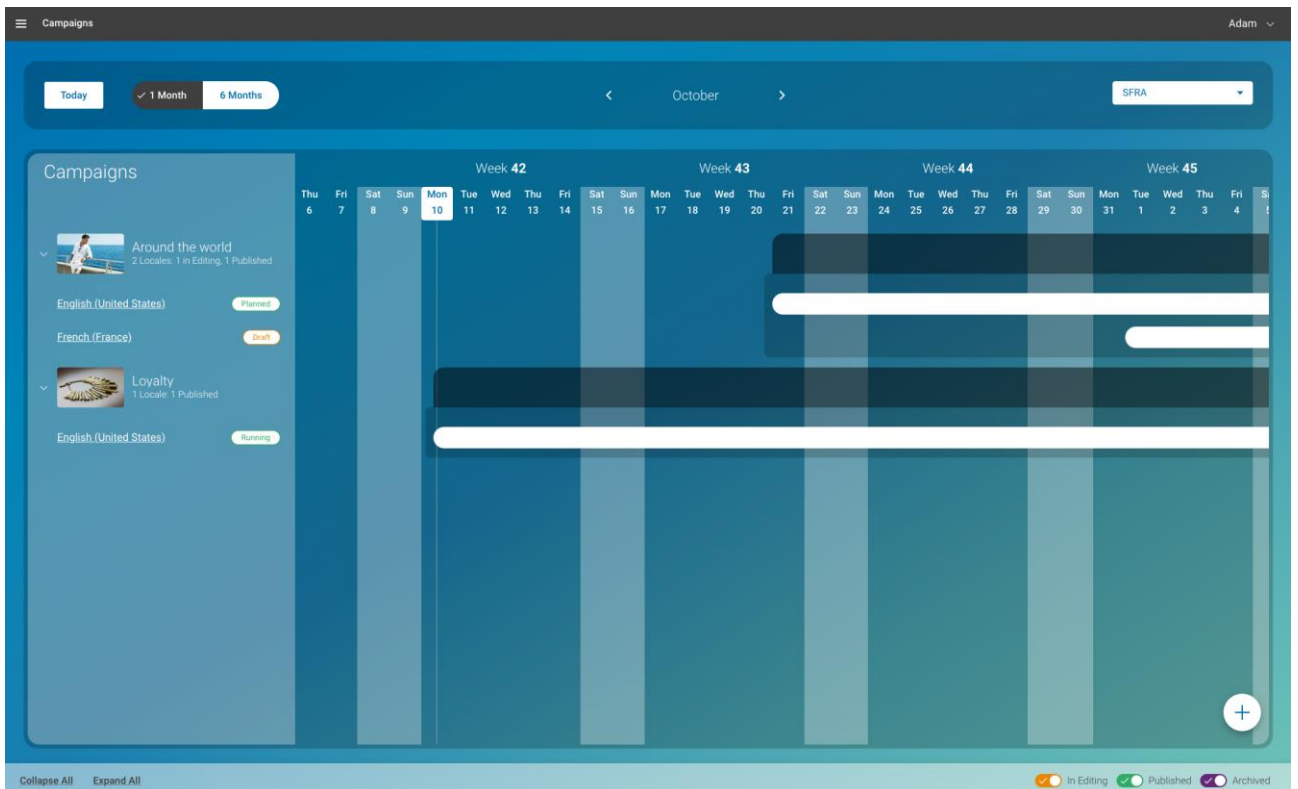 Campaigns
Adam
Today
1 Month
6 Months
October
SFRA
Campaigns
Week 42
Week 43
Week 44
Week 45
Thu Fri Sat Sun Mon Tue Wed Thu Fri Sat Sun Mon Tue Wed Thu Fri Sat Sun Mon Tue Wed Thu Fri Sat Sun Mon Tue Wed Thu Fri
6 7 8 9 10 11 12 13 14 15 16 17 18 19 20 21 22 23 24 25 26 27 28 29 30 31 1 2 3 4
Around the world
2 Locales: 1 in Editing, 1 Published
English (United States)
Planned
French (France)
Draft
Loyalty
1 Locale: 1 Published
English (United States)
Running
Collapse All
Expand All
In Editing
Published
Archived